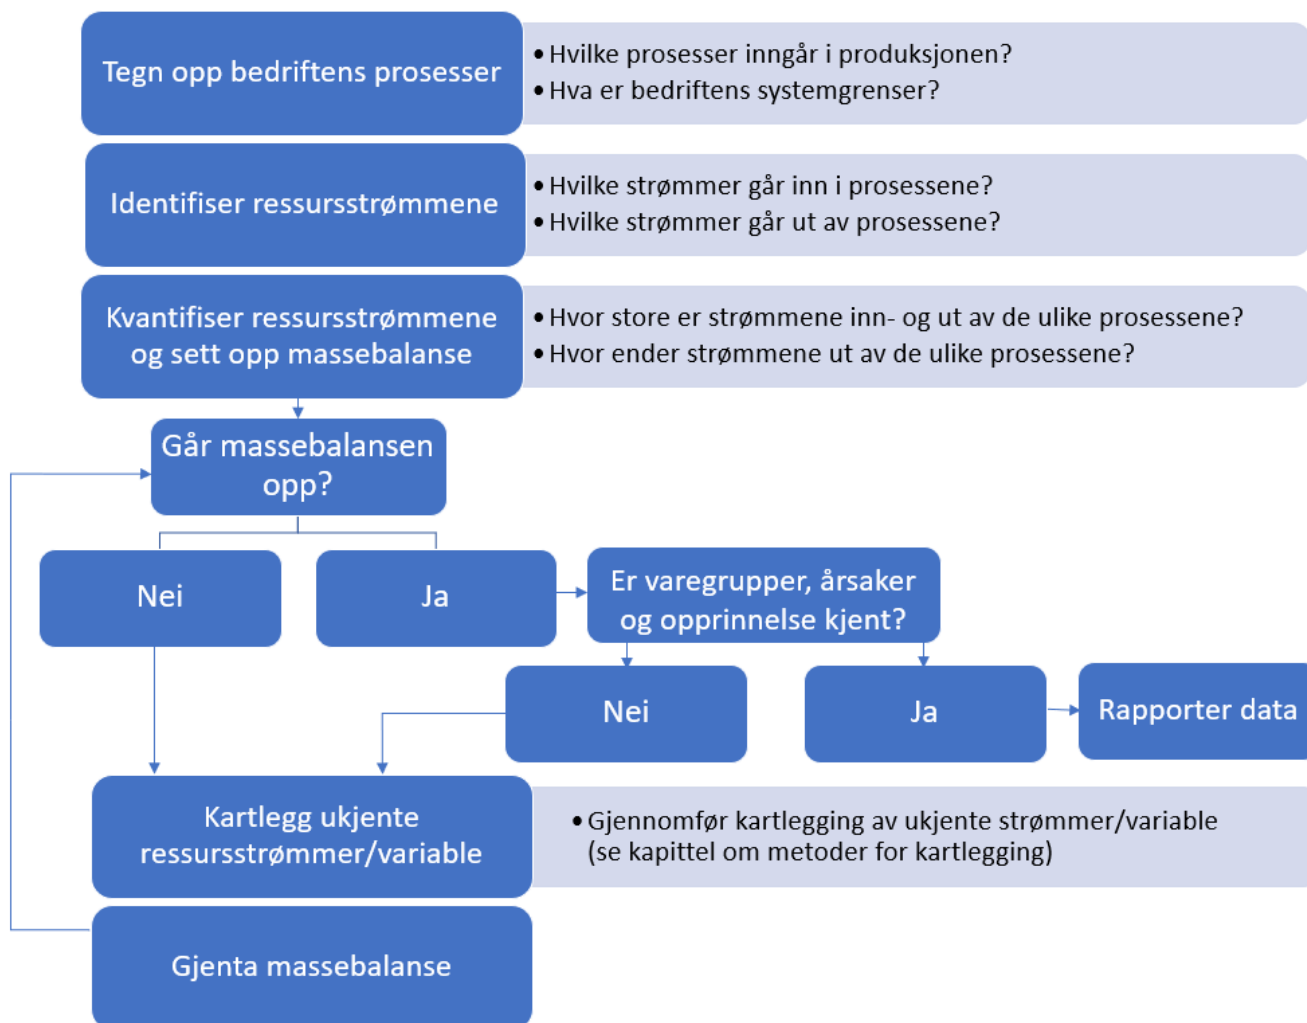 Tegn opp bedriftens prosesser
• Hvilke prosesser inngår i produksjonen?
• Hva er bedriftens systemgrenser?
Identifiser ressursstrømmene
• Hvilke strømmer går inn i prosessene?
• Hvilke strømmer går ut av prosessene?
Kvantifiser ressursstrømmene
og sett opp massebalanse
• Hvor store er strømmene inn- og ut av de ulike prosessene?
• Hvor ender strømmene ut av de ulike prosessene?
Går massebalansen
opp?
Nei
Ja
Er varegrupper, årsaker
og opprinnelse kjent?
Nei
Ja
Rapporter data
Kartlegg ukjente
ressursstrømmer/variable
• Gjennomfør kartlegging av ukjente strømmer/variable
(se kapittel om metoder for kartlegging)
Gjenta massebalanse